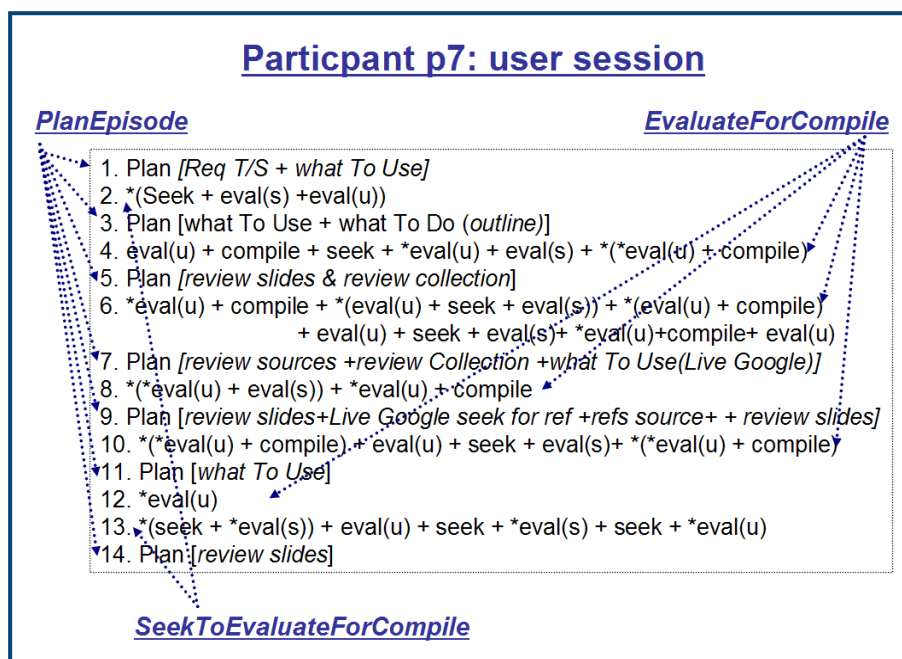 Particpant p7: user session
PlanEpisode
EvaluateForCompile
1. Plan [Req T/S + what To Use]
2. *(Seek + eval(s) +eval(u))
3. Plan [what To Use + what To Do (outline)]
4. eval(u) + compile + seek + *eval(u) + eval(s) + *(*eval(u) + compile)
5. Plan [review slides & review collection]
6. *eval(u) + compile + *(eval(u) + seek + eval(s)) + *(eval(u) + compile)
+ eval(u) + seek + eval(s)+ *eval(u)+compile+ eval(u)
7. Plan [review sources +review Collection +what To Use(Live Google)]
8. *(*eval(u) + eval(s)) + *eval(u) + compile
9. Plan [review slides+Live Google seek for ref +refs source+ + review slides]
10. *(*eval(u) + compile) + eval(u) + seek + eval(s)+ *(*eval(u) + compile)
11. Plan [what To Use]
12. *eval(u)
13. *(seek + *eval(s)) + eval(u) + seek + *eval(s) + seek + *eval(u)
14. Plan [review slides]
SeekToEvaluateForCompile